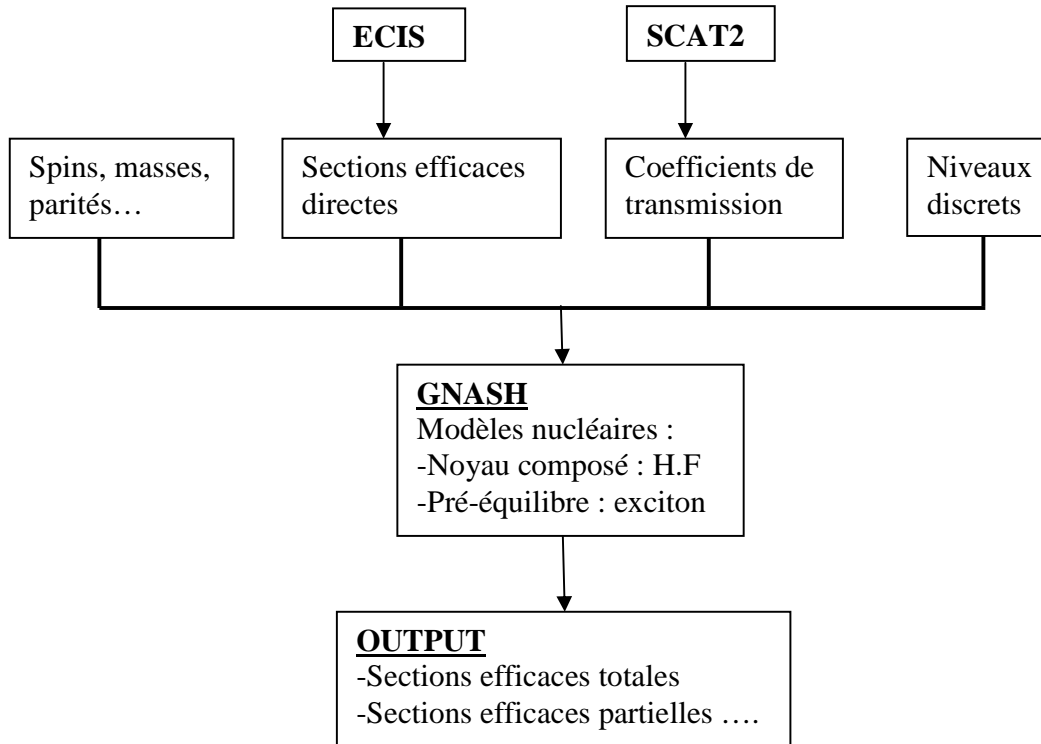 ECIS
SCAT2
Spins, masses,
parités…
Sections efficaces
directes
Coefficients de
transmission
Niveaux
discrets
GNASH
Modèles nucléaires :
-Noyau composé : H.F
-Pré-équilibre : exciton
OUTPUT
-Sections efficaces totales
-Sections efficaces partielles ….